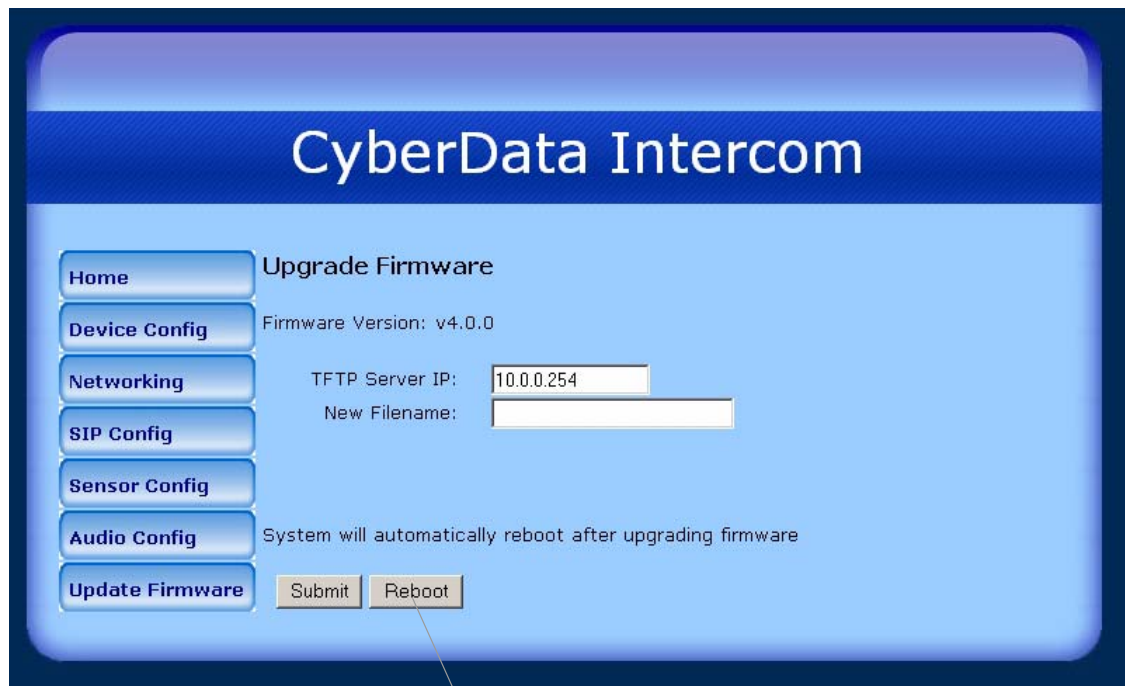 CyberData Intercom
Home
Device Config
Networking
SIP Config
Sensor Config
Audio Config
Update Firmware
Upgrade Firmware
Firmware Version: v4.0.0
TFTP Server IP: 10.0.0.254
New Filename:
System will automatically reboot after upgrading firmware
Submit Reboot